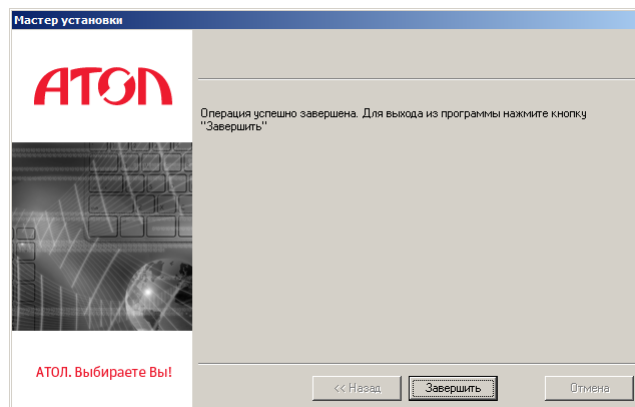 Мастер установки
АТОЛ
Операция успешно завершена. Для выхода из программы нажмите кнопку
"Завершить"
АТОЛ. Выбираете Вы!
<< Назад
Завершить
Отмена